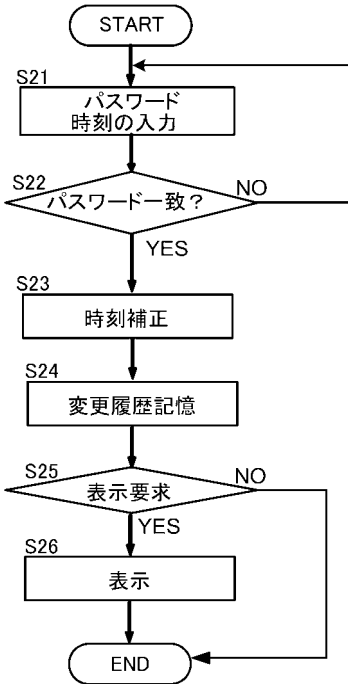 START
S21
パスワード
時刻の入力
S22
パスワード一致？
NO
YES
S23
時刻補正
S24
変更履歴記憶
S25
表示要求
NO
YES
S26
表示
END